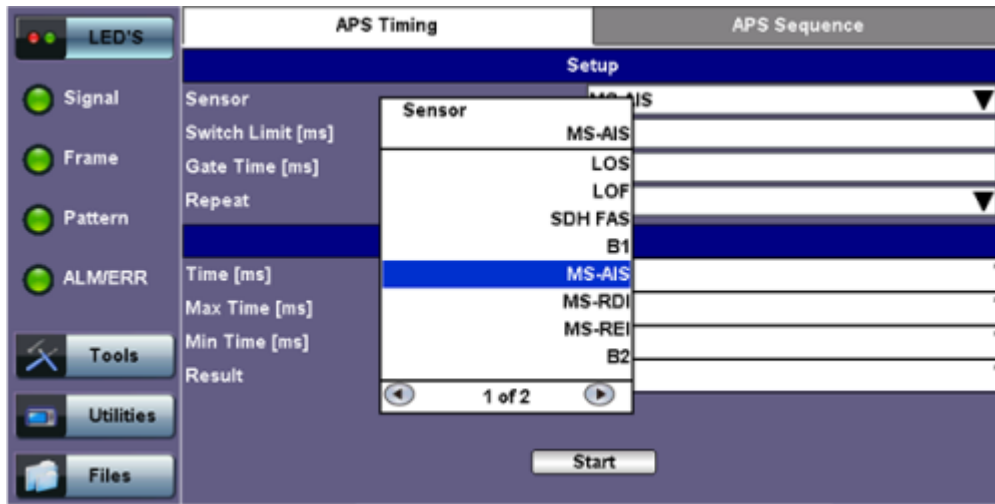 LED'S
APS Timing
APS Sequence
Setup
Signal
Frame
Pattern
ALM/ERR
Tools
Utilities
Files
Sensor
MS-AIS
Switch Limit [ms]
Gate Time [ms]
Repeat
Time [ms]
Max Time [ms]
Min Time [ms]
Result
Sensor
MS-AIS
LOS
LOF
SDH FAS
B1
MS-AIS
MS-RDI
MS-REI
B2
1 of 2
Start